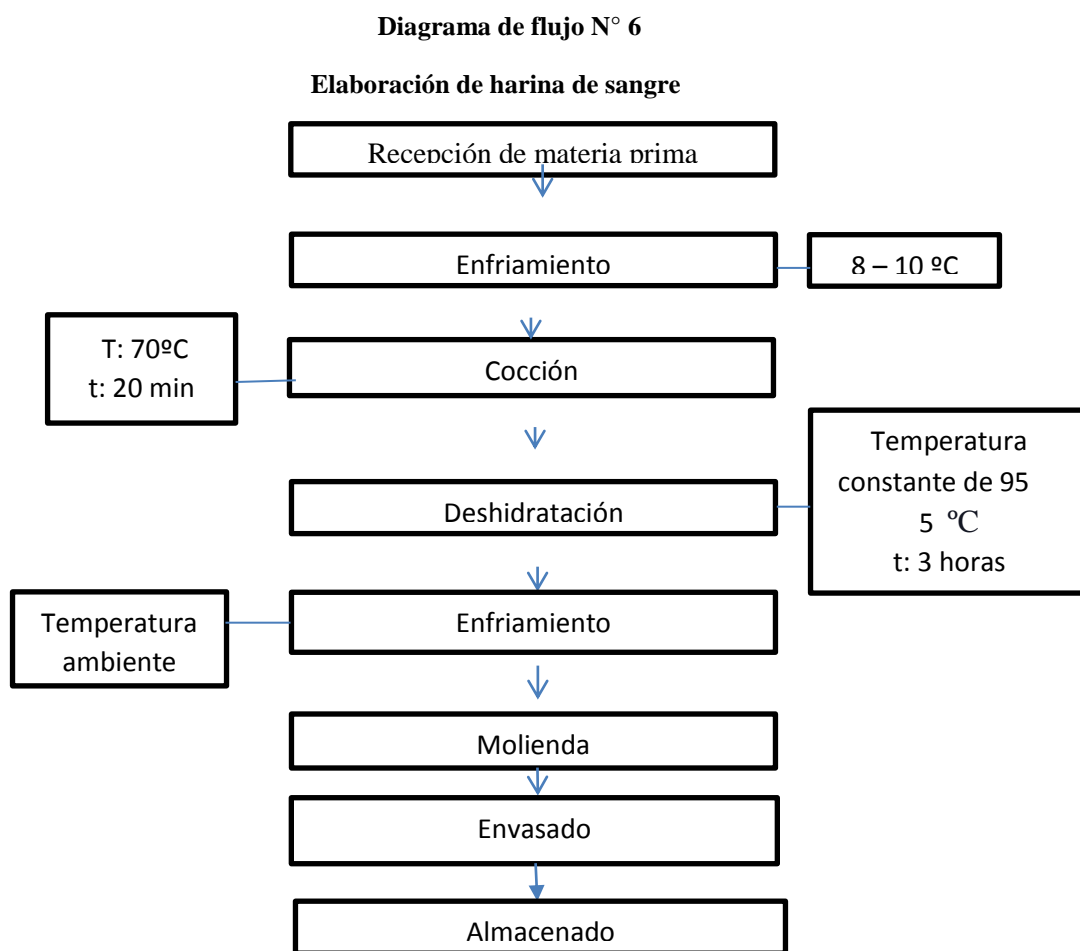 Diagrama de flujo N° 6
Elaboración de harina de sangre
Recepción de materia prima
Enfriamiento
8 – 10 ºC
T: 70ºC
t: 20 min
Cocción
Temperatura
constante de 95
5 ºC
t: 3 horas
Deshidratación
Temperatura
ambiente
Enfriamiento
Molienda
Envasado
Almacenado